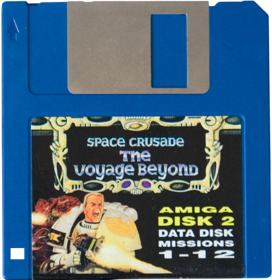 SPACE CRUSADE
The
Voyage Beyond
AMIGA
DISK 2
DATA DISK
MISSIONS
1-12